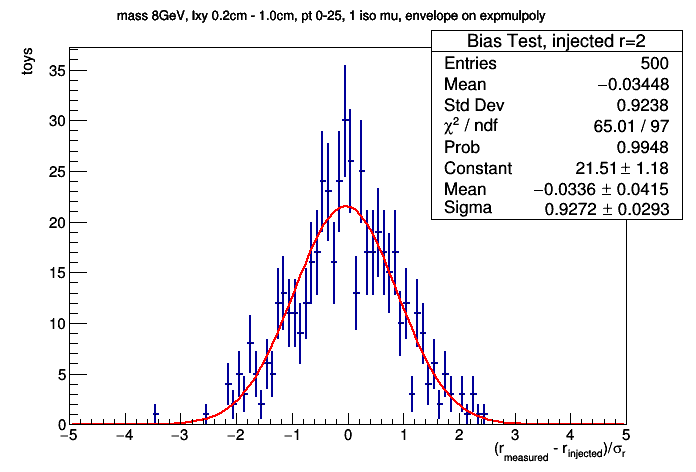 mass 8GeV, lxy 0.2cm - 1.0cm, pt 0-25, 1 iso mu, envelope on expmulpoly
Bias Test, injected r=2
Entries 500
Mean −0.03448
Std Dev 0.9238
χ² / ndf 65.01 / 97
Prob 0.9948
Constant 21.51 ± 1.18
Mean −0.0336 ± 0.0415
Sigma 0.9272 ± 0.0293
toys
35
30
25
20
15
10
5
0
−5 −4 −3 −2 −1 0 1 2 3 4 5
(r_measured - r_injected)/σ_r